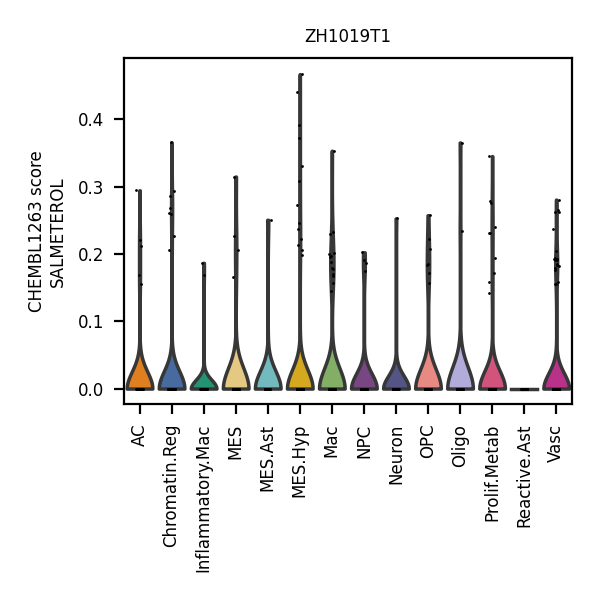 ZH1019T1
CHEMBL1263 score
SALMETEROL
0.4
0.3
0.2
0.1
0.0
AC
Chromatin.Reg
Inflammatory.Mac
MES
MES.Ast
MES.Hyp
Mac
NPC
Neuron
OPC
Oligo
Prolif.Metab
Reactive.Ast
Vasc